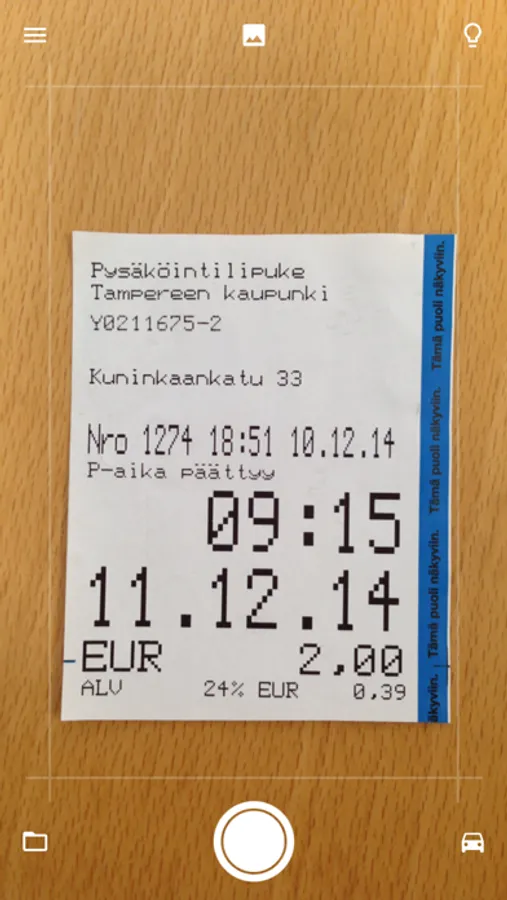 Pysäköintilipuke
Tampereen kaupunki
Y0211675-2
Kuninkaankatu 33
Nro 1274 18:51 10.12.14
P-aika päättyy
09:15
11.12.14
EUR 2,00
ALV 24% EUR 0,39
Tämä puoli näkyviin. Tämä puoli näkyviin. Tämä puoli näkyviin. äkyviin.